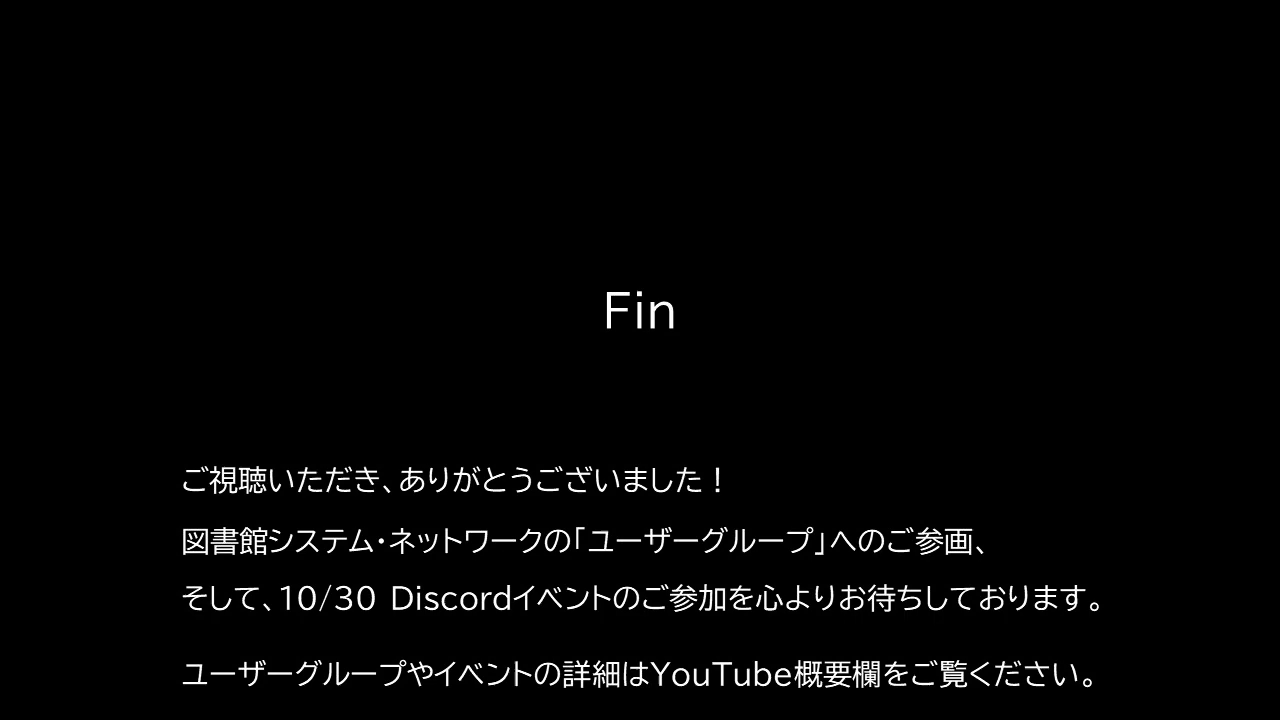 Fin
ご視聴いただき、ありがとうございました！
図書館システム・ネットワークの「ユーザーグループ」へのご参画、
そして、10/30 Discordイベントのご参加を心よりお待ちしております。
ユーザーグループやイベントの詳細はYouTube概要欄をご覧ください。